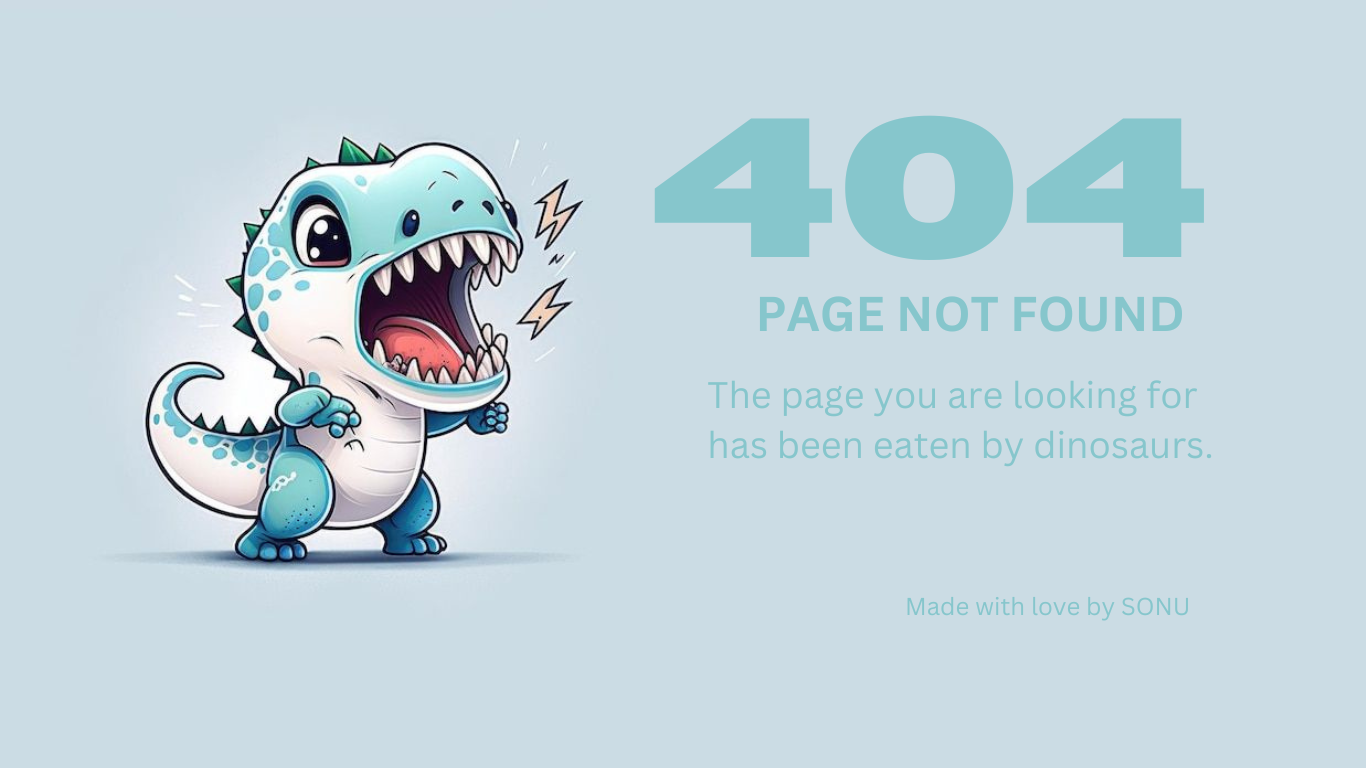 404
PAGE NOT FOUND
The page you are looking for
has been eaten by dinosaurs.
Made with love by SONU